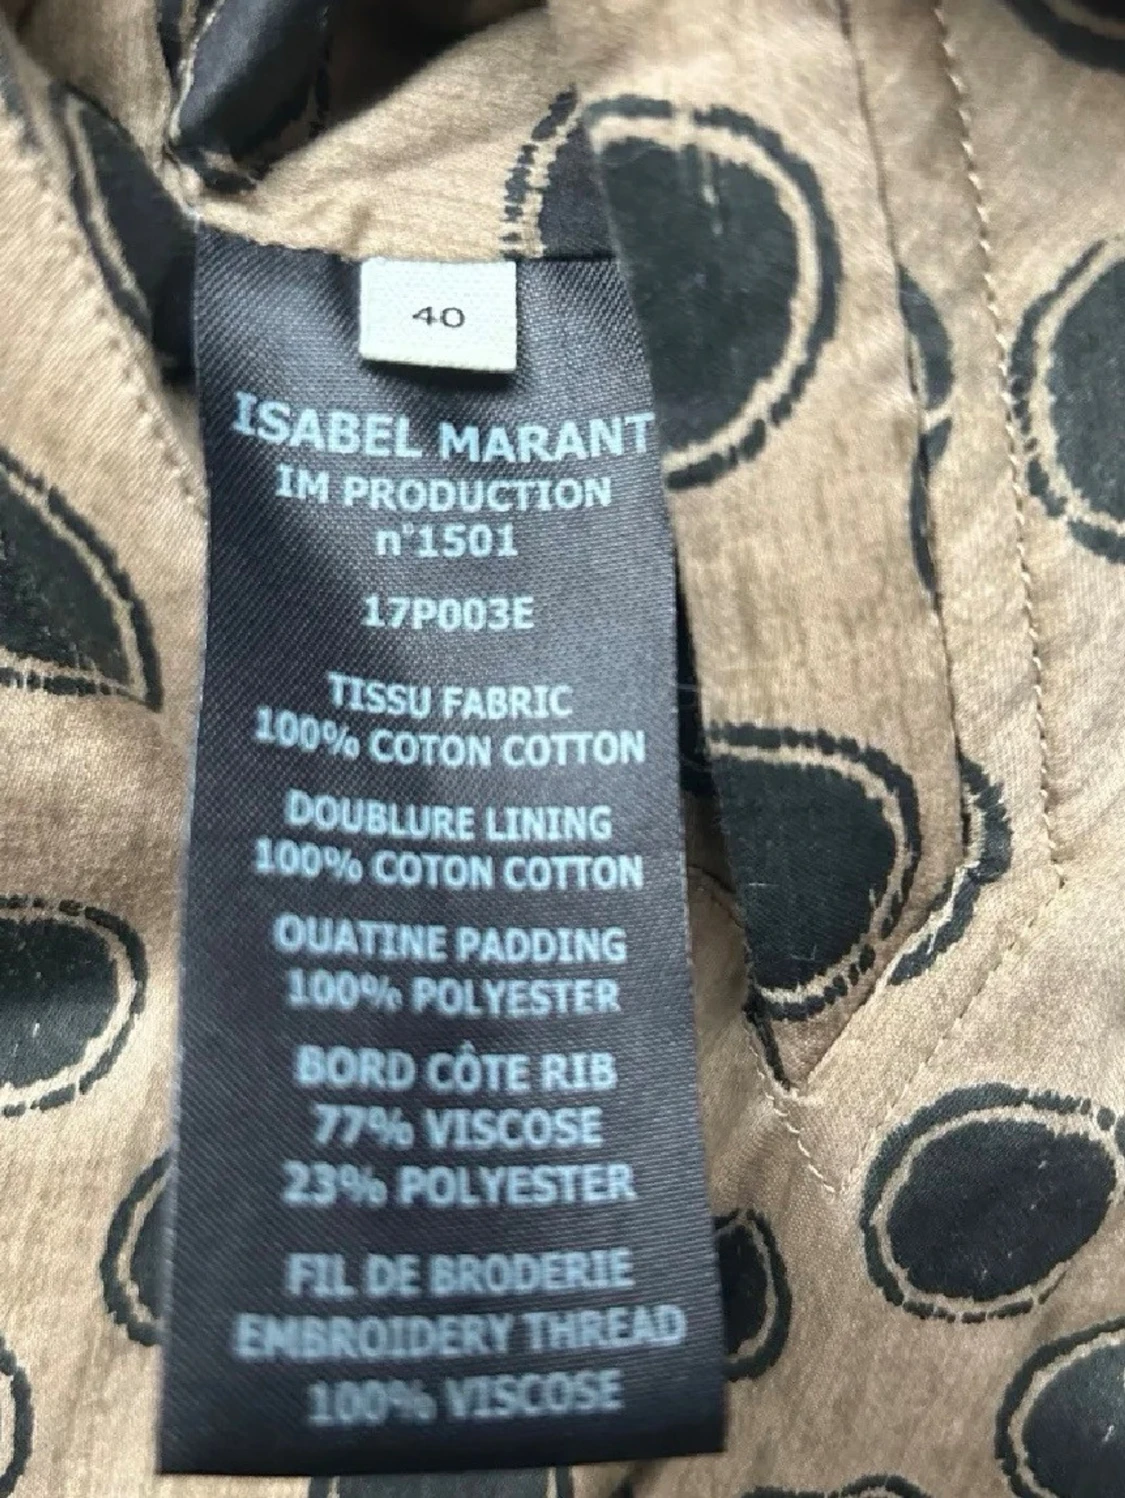 40
ISABEL MARANT
IM PRODUCTION
n°1501
17P003E
TISSU FABRIC
100% COTON COTTON
DOUBLURE LINING
100% COTON COTTON
OUATINE PADDING
100% POLYESTER
BORD CÔTE RIB
77% VISCOSE
23% POLYESTER
FIL DE BRODERIE
EMBROIDERY THREAD
100% VISCOSE